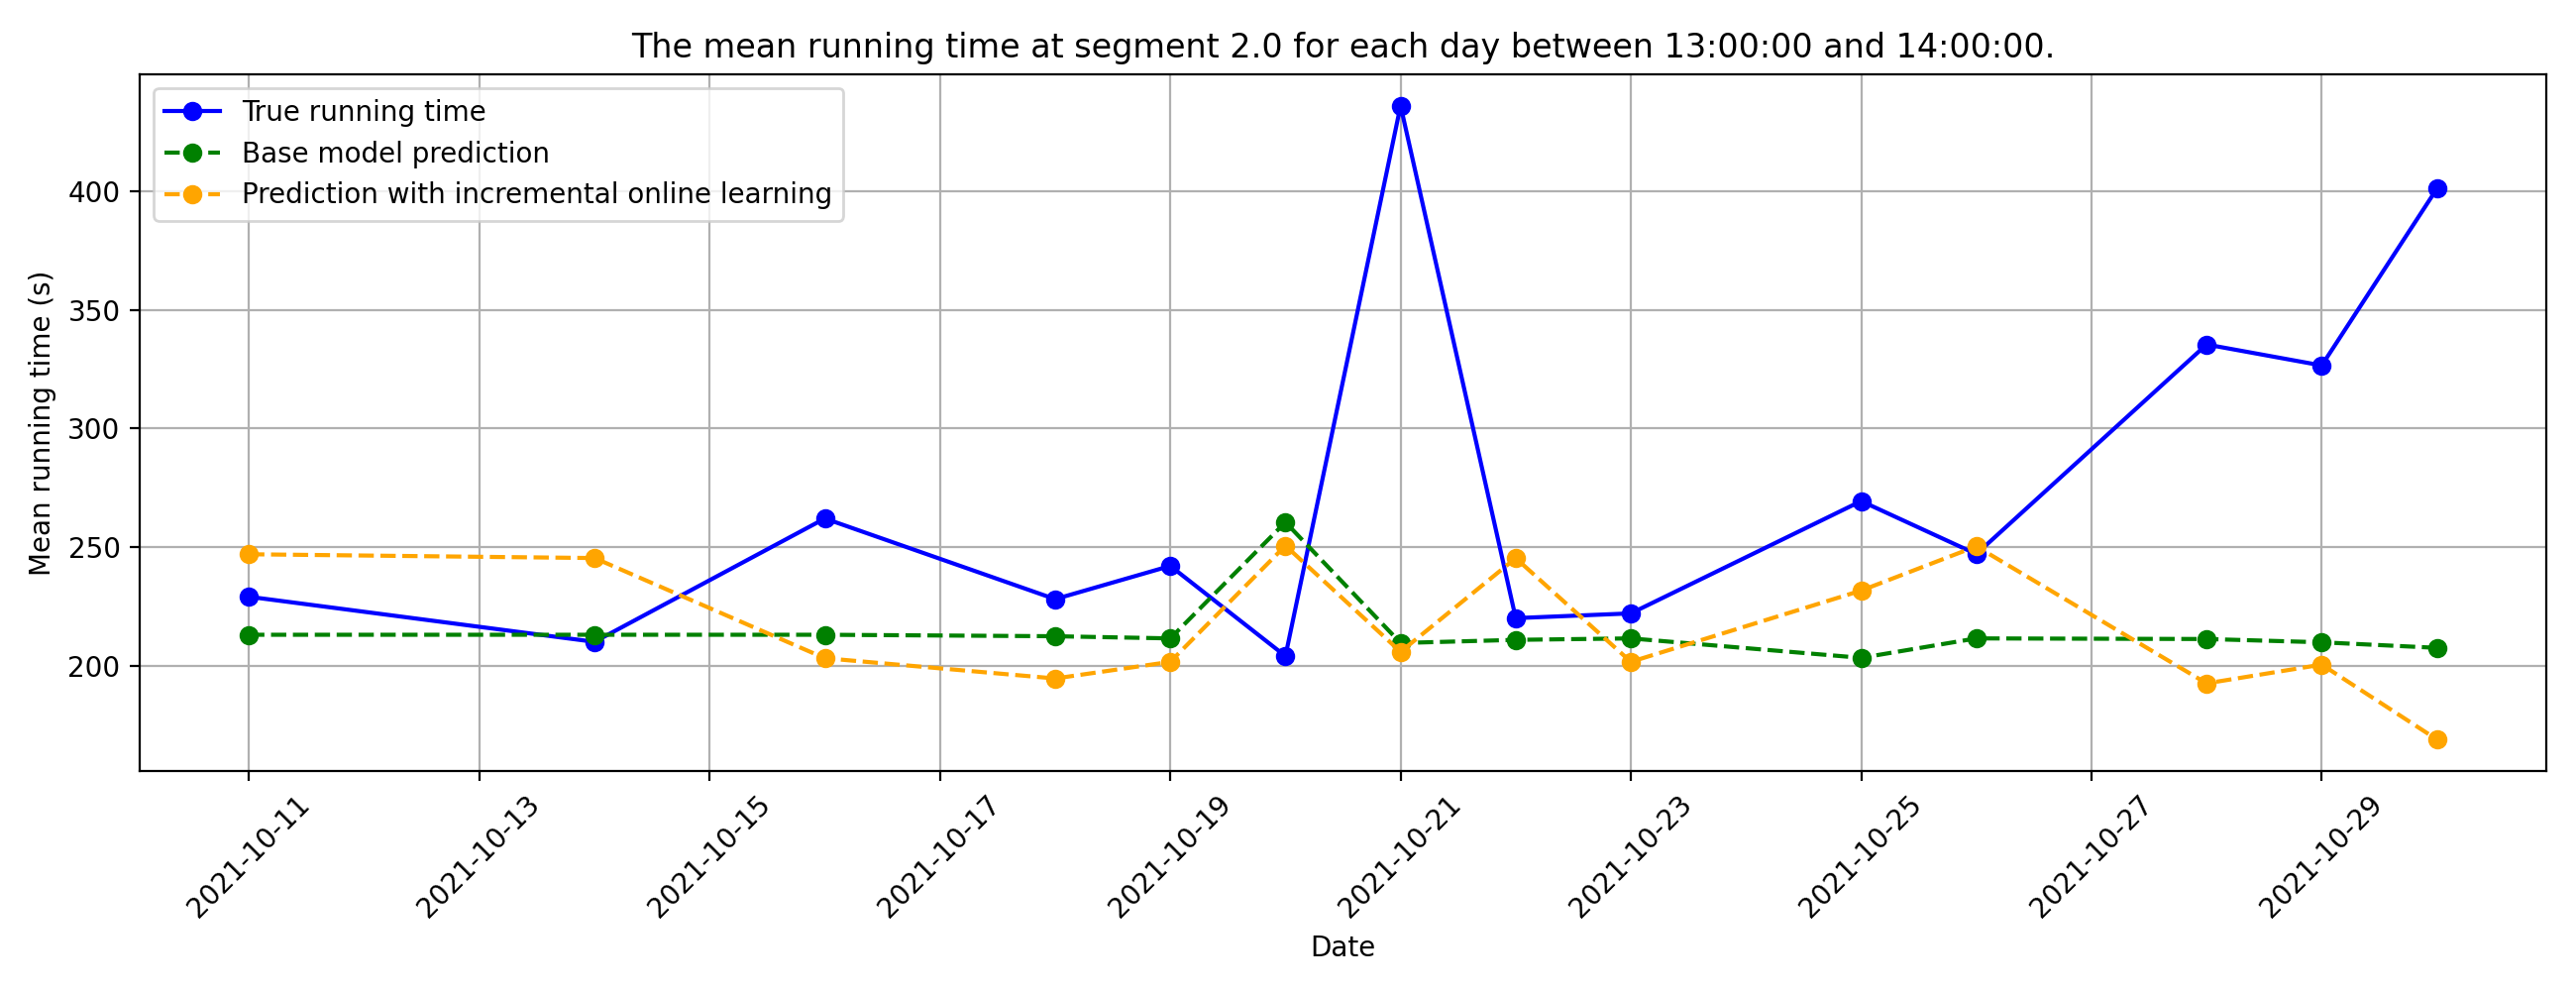 The mean running time at segment 2.0 for each day between 13:00:00 and 14:00:00.
True running time
Base model prediction
Prediction with incremental online learning
Mean running time (s)
400
350
300
250
200
2021-10-11
2021-10-13
2021-10-15
2021-10-17
2021-10-19
2021-10-21
2021-10-23
2021-10-25
2021-10-27
2021-10-29
Date